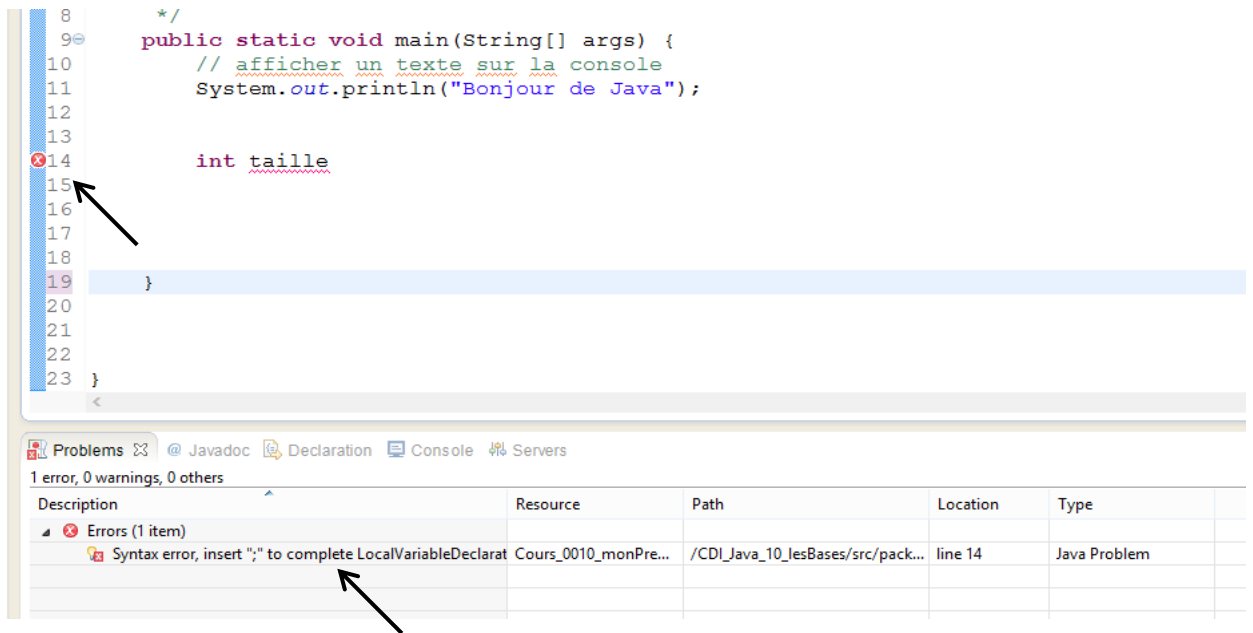 8 */
9 public static void main(String[] args) {
10 // afficher un texte sur la console
11 System.out.println("Bonjour de Java");
12
13
14 int taille
15
16
17
18
19 }
20
21
22
23 }
Problems @ Javadoc Declaration Console Servers
1 error, 0 warnings, 0 others
Description Resource Path Location Type
Errors (1 item)
Syntax error, insert ";" to complete LocalVariableDeclarat Cours_0010_monPre... /CDI_Java_10_lesBases/src/pack... line 14 Java Problem